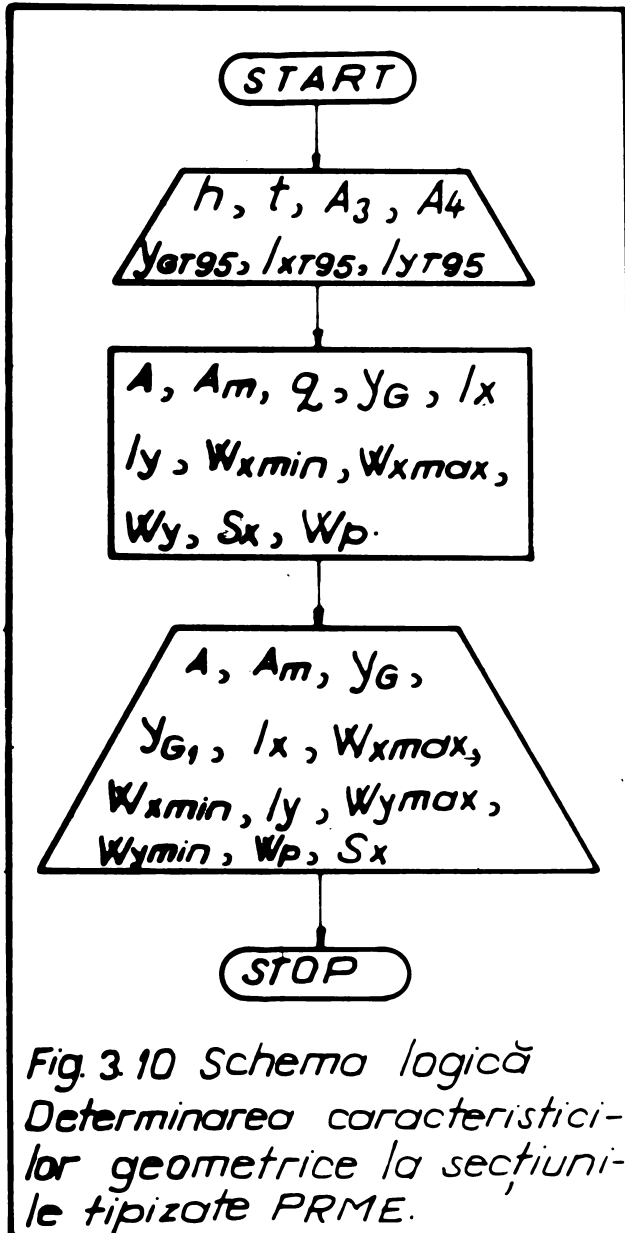 START
h, t, A3, A4
yGT95, IxT95, IyT95
A, Am, q, yG, Ix
Iy, Wxmin, Wxmax,
Wy, Sx, Wp.
A, Am, yG,
yG1, Ix, Wxmax,
Wxmin, Iy, Wymax,
Wymin, Wp, Sx
STOP
Fig. 3.10 Schema logică
Determinarea caracteristici-
lor geometrice la secțiuni-
le tipizate PRME.